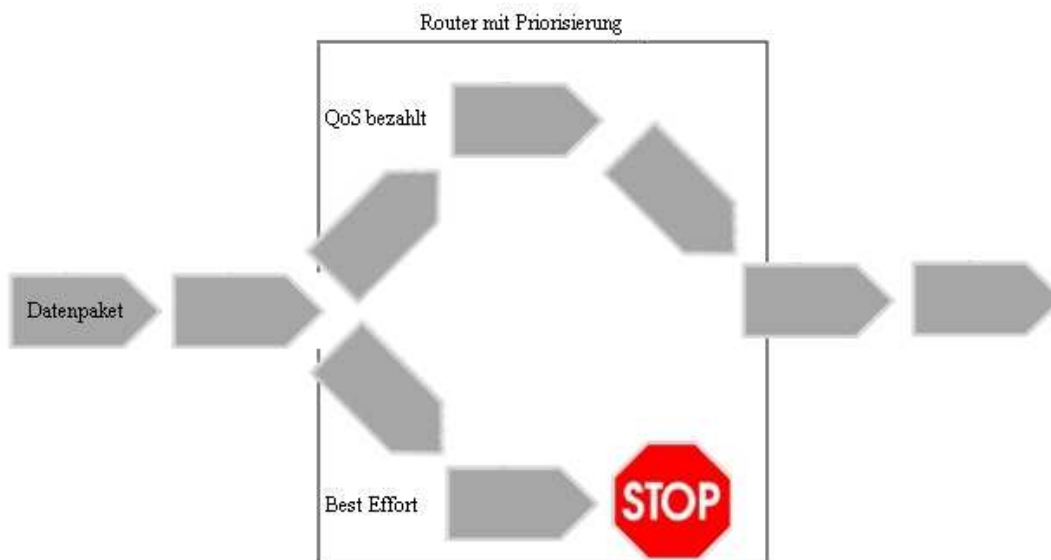 Router mit Priorisierung
QoS bezahlt
Datenpaket
Best Effort
STOP